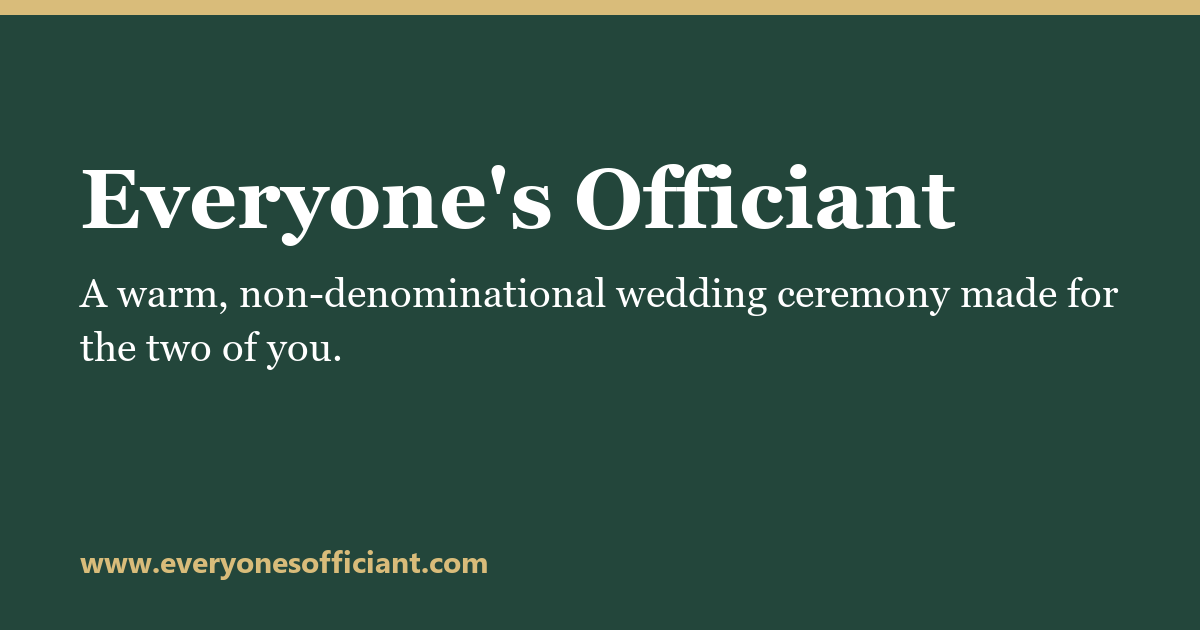 Everyone's Officiant
A warm, non-denominational wedding ceremony made for
the two of you.
www.everyonesofficiant.com